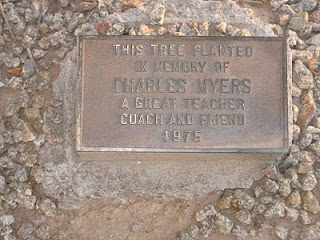 THIS TREE PLANTED
IN MEMORY OF
CHARLES MYERS
A GREAT TEACHER
COACH AND FRIEND
1975